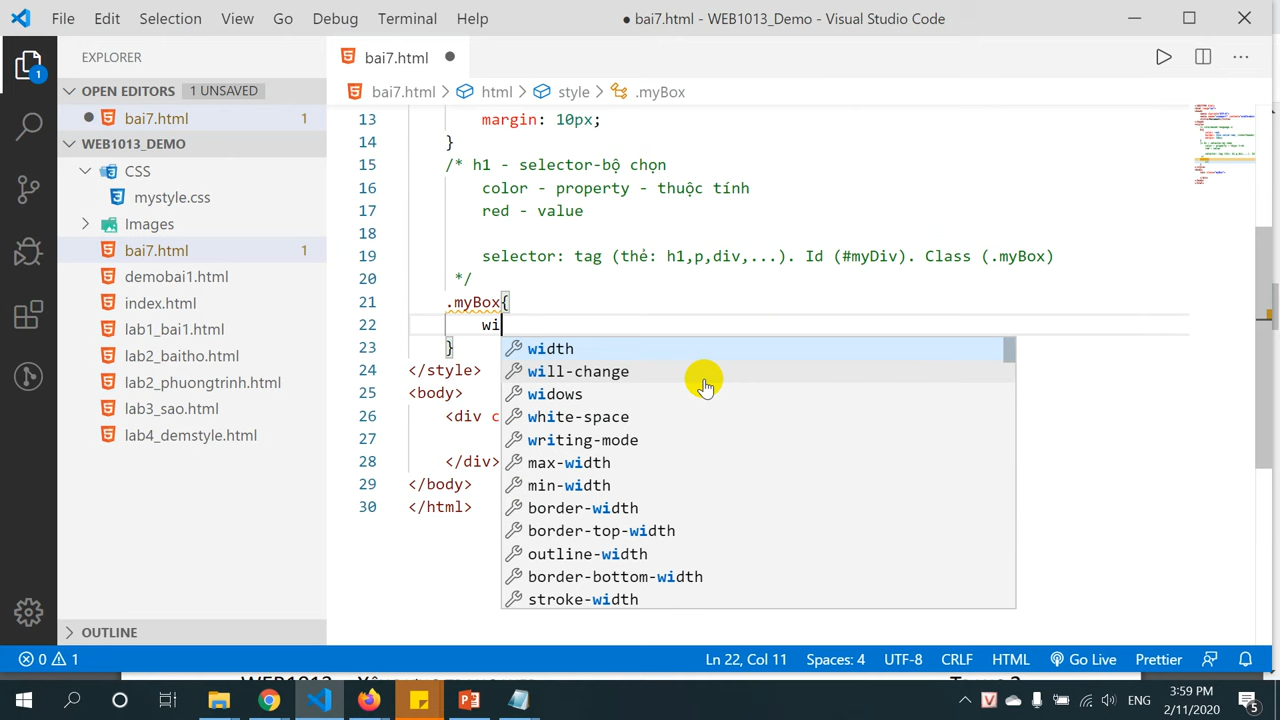 File Edit Selection View Go Debug Terminal Help
● bai7.html - WEB1013_Demo - Visual Studio Code
EXPLORER
OPEN EDITORS 1 UNSAVED
bai7.html 1
WEB1013_DEMO
CSS
mystyle.css
Images
bai7.html 1
demobai1.html
index.html
lab1_bai1.html
lab2_baitho.html
lab2_phuongtrinh.html
lab3_sao.html
lab4_demstyle.html
OUTLINE
1
bai7.html
bai7.html > html > style > .myBox
13 margin: 10px;
14 }
15 /* h1 - selector-bộ chọn
16 color - property - thuộc tính
17 red - value
18
19 selector: tag (thẻ: h1,p,div,...). Id (#myDiv). Class (.myBox)
20 */
21 .myBox{
22 wi
23 }
24 </style>
25 <body>
26 <div c
27
28 </div>
29 </body>
30 </html>
width
will-change
widows
white-space
writing-mode
max-width
min-width
border-width
border-top-width
outline-width
border-bottom-width
stroke-width
0 1
Ln 22, Col 11 Spaces: 4 UTF-8 CRLF HTML Go Live Prettier
ENG
3:59 PM
2/11/2020
5